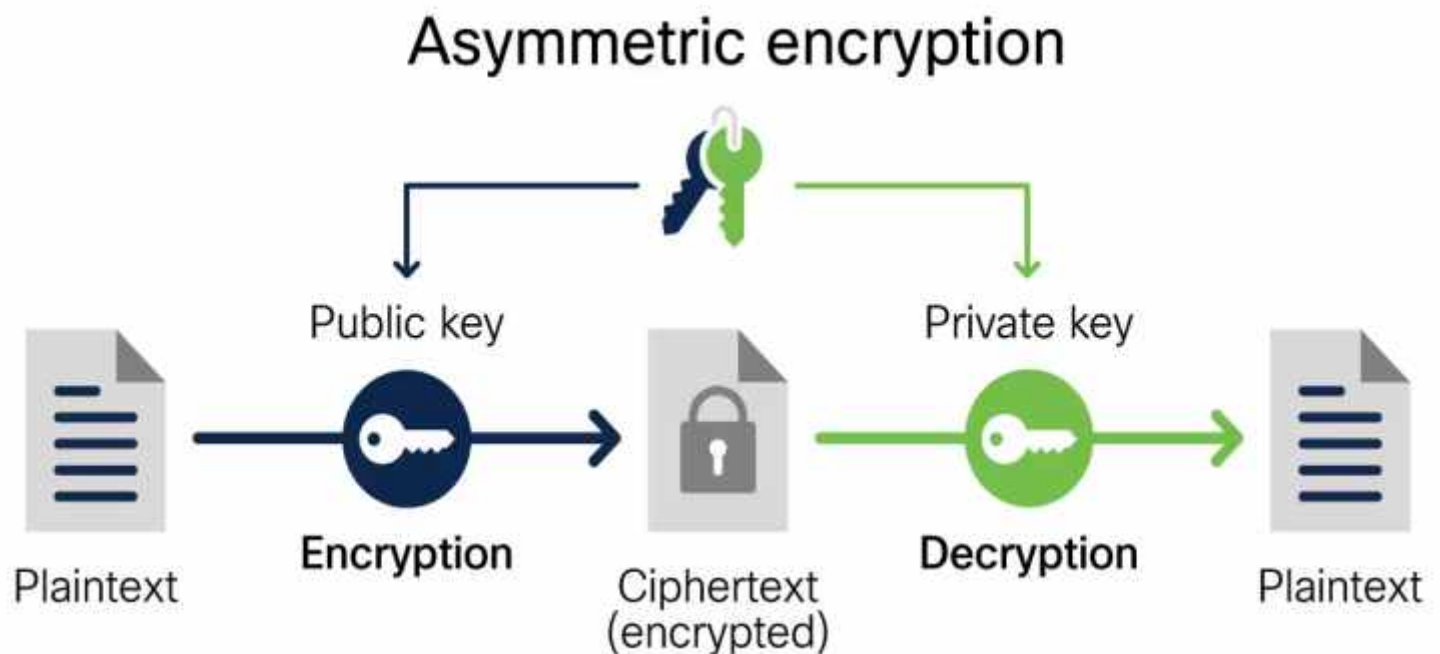 Asymmetric encryption
Public key
Private key
Encryption
Decryption
Plaintext
Ciphertext
(encrypted)
Plaintext